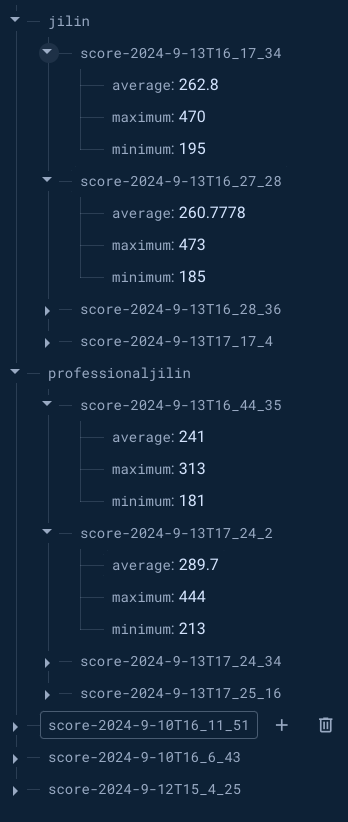 jilin
score-2024-9-13T16_17_34
average: 262.8
maximum: 470
minimum: 195
score-2024-9-13T16_27_28
average: 260.7778
maximum: 473
minimum: 185
score-2024-9-13T16_28_36
score-2024-9-13T17_17_4
professionaljilin
score-2024-9-13T16_44_35
average: 241
maximum: 313
minimum: 181
score-2024-9-13T17_24_2
average: 289.7
maximum: 444
minimum: 213
score-2024-9-13T17_24_34
score-2024-9-13T17_25_16
score-2024-9-10T16_11_51
score-2024-9-10T16_6_43
score-2024-9-12T15_4_25